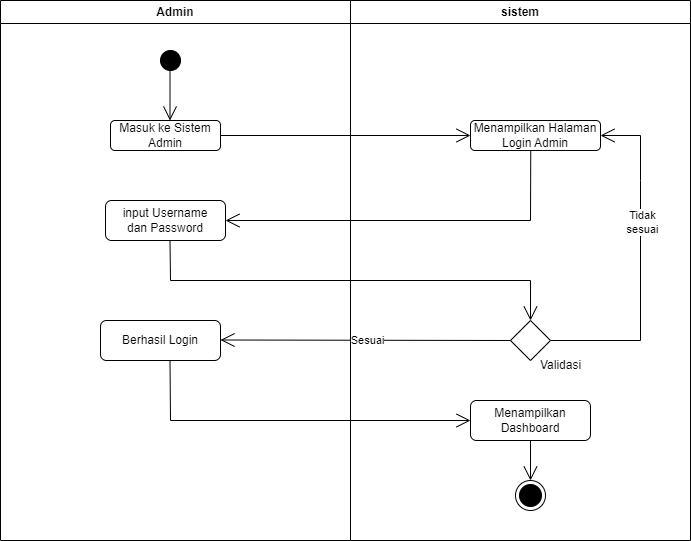 Admin
sistem
Masuk ke Sistem
Admin
Menampilkan Halaman
Login Admin
input Username
dan Password
Tidak
sesuai
Berhasil Login
Sesuai
Validasi
Menampilkan
Dashboard